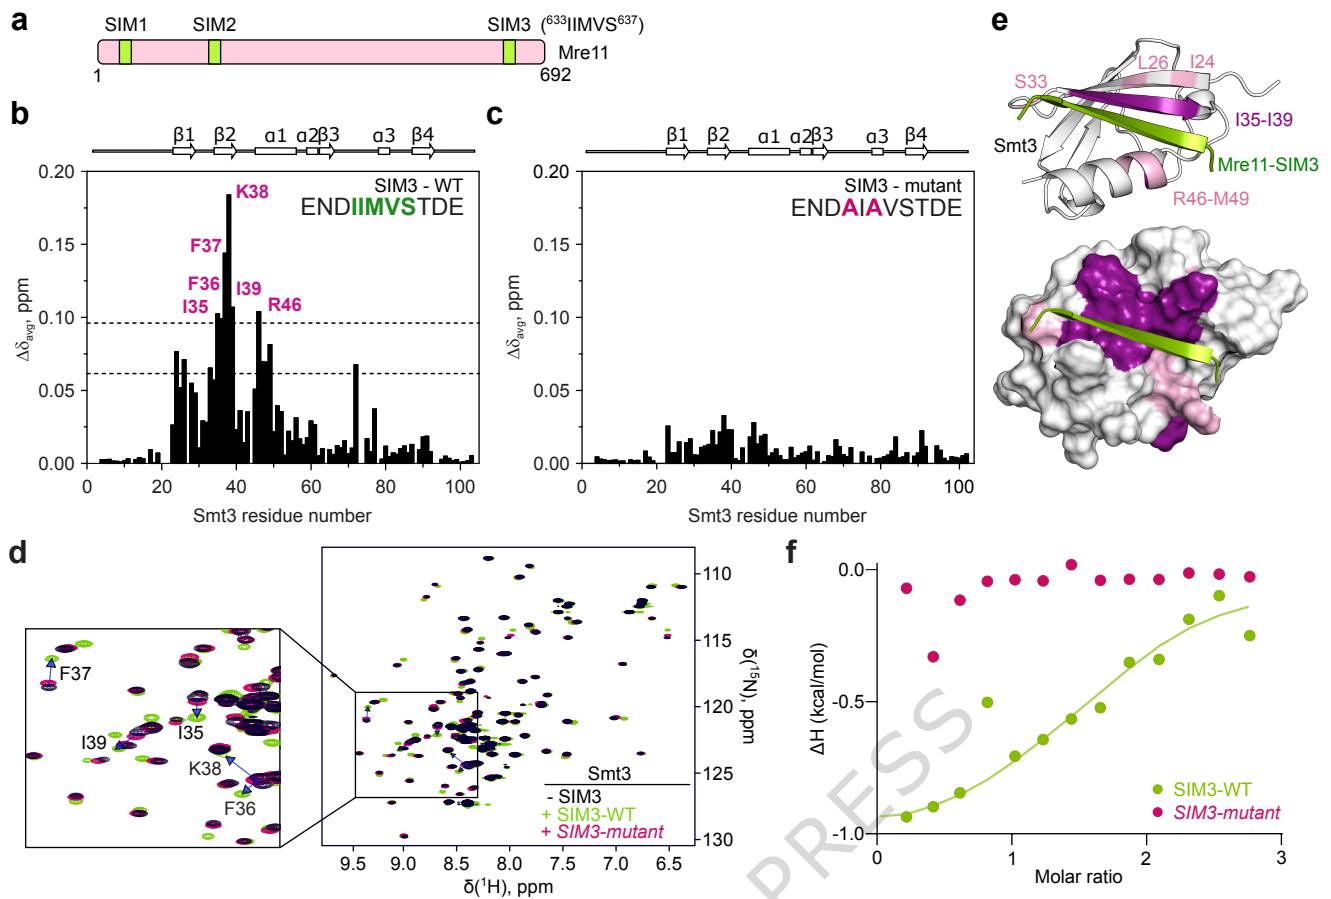 a
SIM1
SIM2
SIM3 (⁶³³IIMVS⁶³⁷)
Mre11
1
692
b
β1
β2
α1
α2
β3
α3
β4
SIM3 - WT
ENDIIMVSTDE
K38
F37
F36
I35
I39
R46
0.20
0.15
0.10
0.05
0.00
Δδavg, ppm
0
20
40
60
80
100
Smt3 residue number
c
β1
β2
α1
α2
β3
α3
β4
SIM3 - mutant
ENDAIAVSTDE
0.20
0.15
0.10
0.05
0.00
Δδavg, ppm
0
20
40
60
80
100
Smt3 residue number
e
L26
I24
S33
I35-I39
Smt3
Mre11-SIM3
R46-M49
d
F37
I35
I39
K38
F36
Smt3
- SIM3
+ SIM3-WT
+ SIM3-mutant
110
115
120
125
130
δ(¹⁵N), ppm
9.5
9.0
8.5
8.0
7.5
7.0
6.5
δ(¹H), ppm
f
0.0
-0.5
-1.0
ΔH (kcal/mol)
SIM3-WT
SIM3-mutant
0
1
2
3
Molar ratio
PRESS